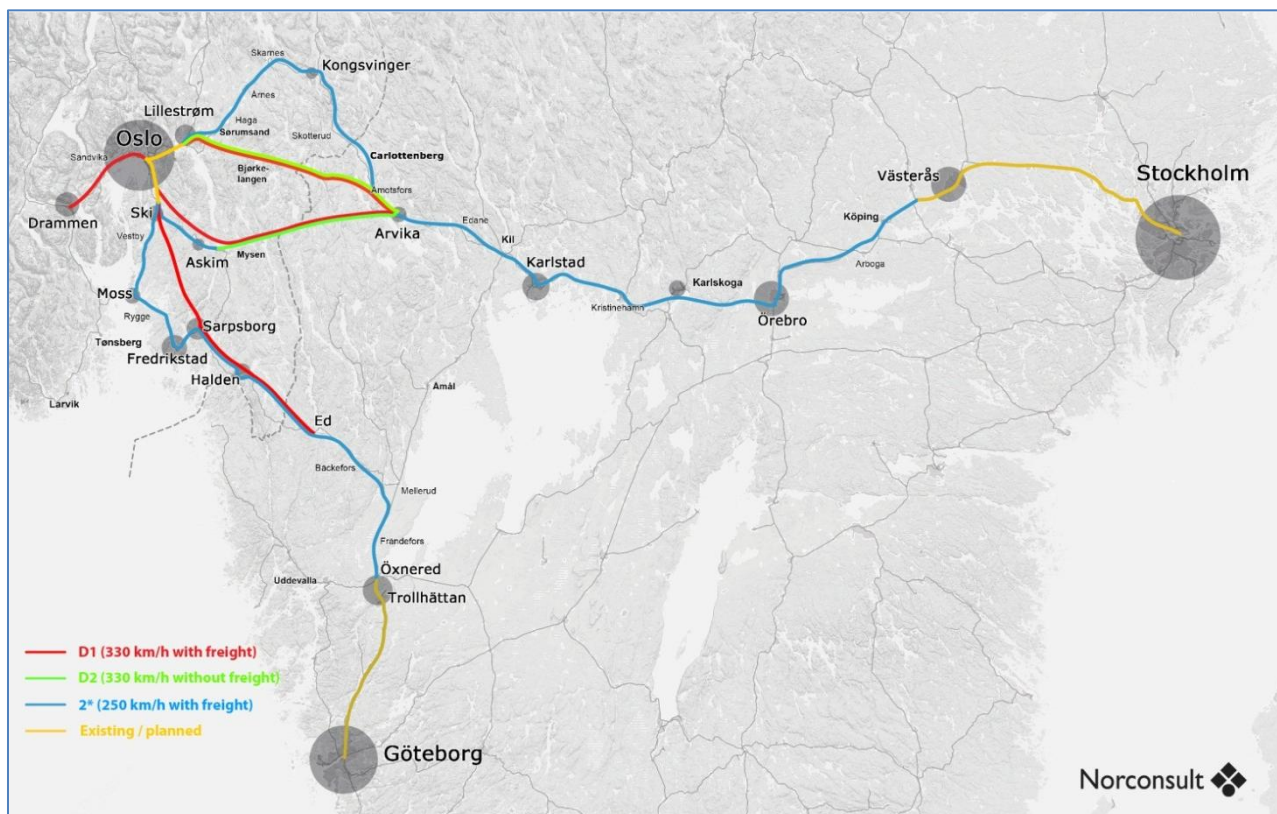 Skarnes
Kongsvinger
Årnes
Lillestrøm
Haga
Sørumsand
Skotterud
Oslo
Sandvika
Carlottenberg
Bjørke-
langen
Åmotsfors
Drammen
Ski
Vestby
Askim
Mysen
Arvika
Edane
Kil
Karlstad
Kristinehamn
Karlskoga
Örebro
Arboga
Köping
Västerås
Stockholm
Moss
Rygge
Tønsberg
Fredrikstad
Sarpsborg
Halden
Larvik
Ed
Åmål
Bäckefors
Mellerud
Frändefors
Öxnered
Uddevalla
Trollhättan
Göteborg
D1 (330 km/h with freight)
D2 (330 km/h without freight)
2* (250 km/h with freight)
Existing / planned
Norconsult